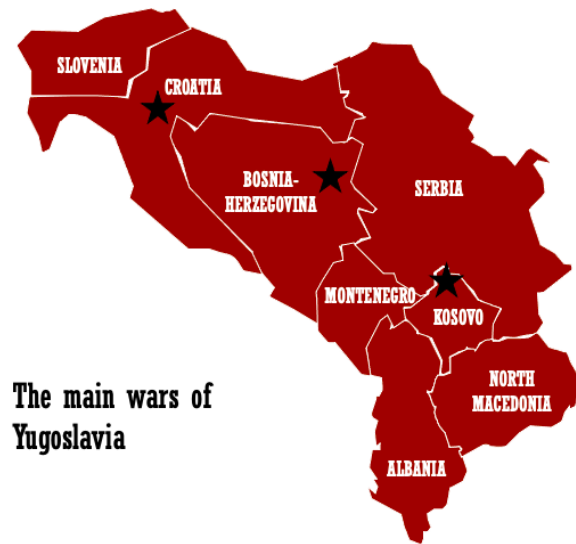 SLOVENIA
CROATIA
BOSNIA-
HERZEGOVINA
SERBIA
MONTENEGRO
KOSOVO
NORTH
MACEDONIA
The main wars of
Yugoslavia
ALBANIA